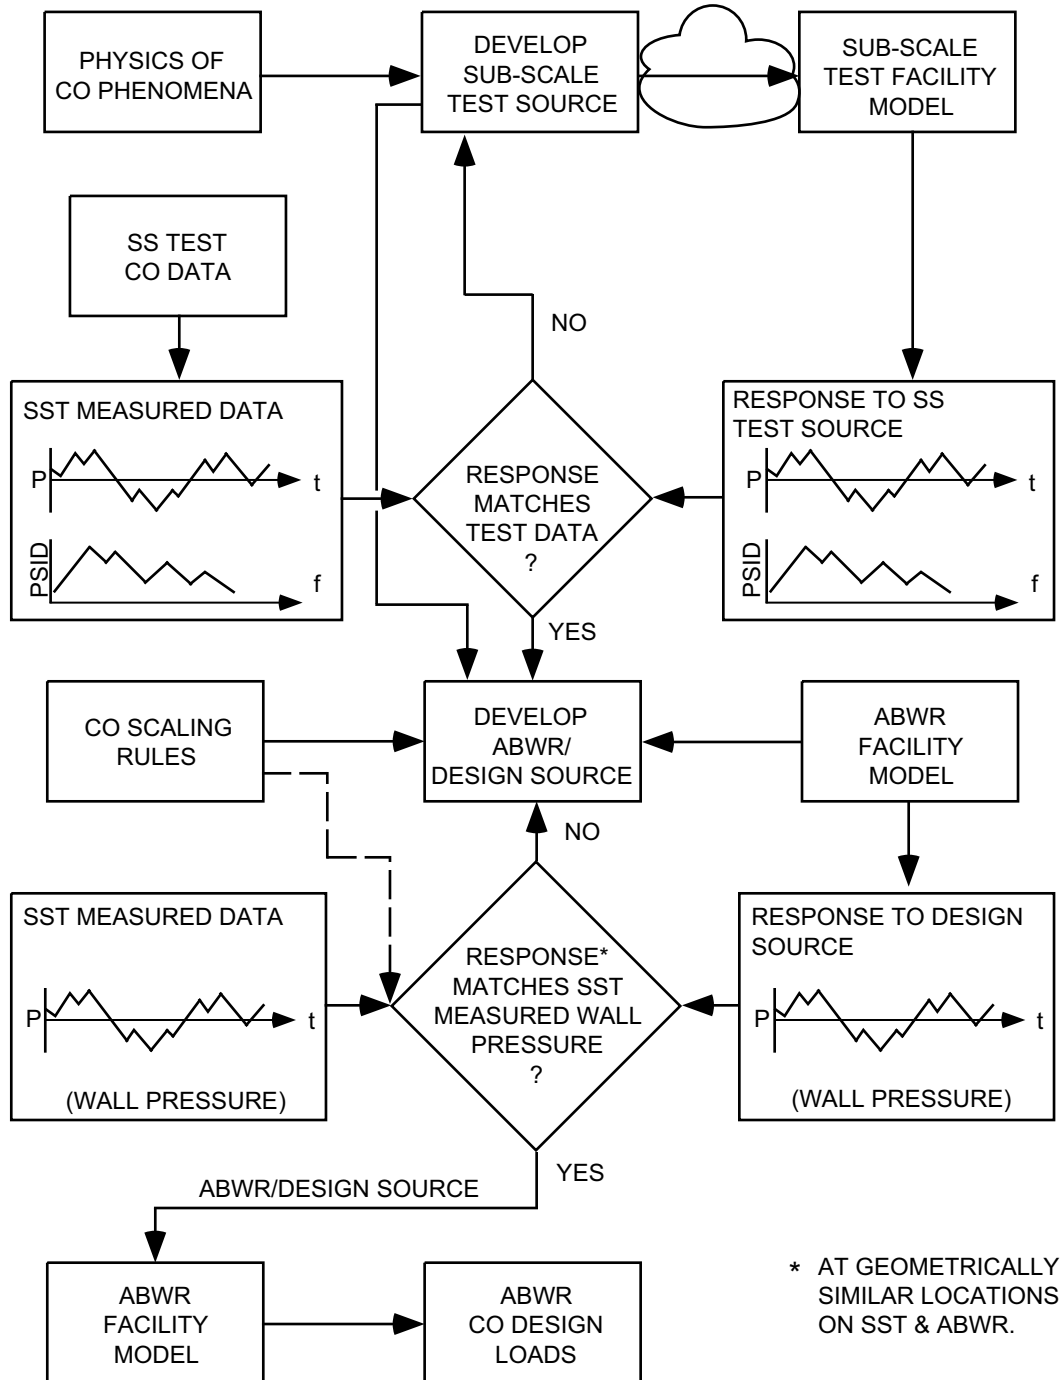 PHYSICS OF
CO PHENOMENA
DEVELOP
SUB-SCALE
TEST SOURCE
SUB-SCALE
TEST FACILITY
MODEL
SS TEST
CO DATA
NO
SST MEASURED DATA
P
t
PSID
f
RESPONSE
MATCHES
TEST DATA
?
RESPONSE TO SS
TEST SOURCE
P
t
PSID
f
YES
CO SCALING
RULES
DEVELOP
ABWR/
DESIGN SOURCE
ABWR
FACILITY
MODEL
NO
SST MEASURED DATA
P
t
(WALL PRESSURE)
RESPONSE*
MATCHES SST
MEASURED WALL
PRESSURE
?
RESPONSE TO DESIGN
SOURCE
P
t
(WALL PRESSURE)
YES
ABWR/DESIGN SOURCE
ABWR
FACILITY
MODEL
ABWR
CO DESIGN
LOADS
* AT GEOMETRICALLY
SIMILAR LOCATIONS
ON SST & ABWR.